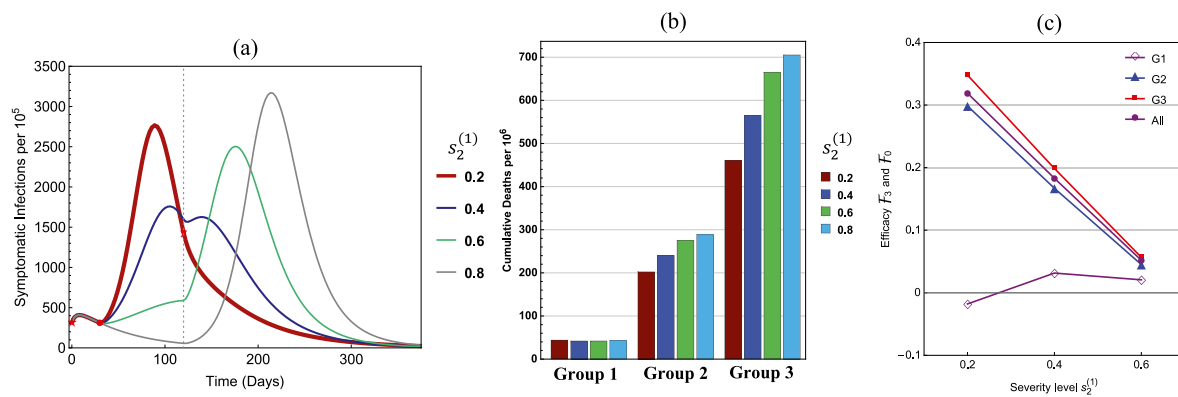 (a)
Symptomatic Infections per 10^5
3500
3000
2500
2000
1500
1000
500
0
0
100
200
300
Time (Days)
s_2^(1)
0.2
0.4
0.6
0.8
(b)
Cumulative Deaths per 10^6
700
600
500
400
300
200
100
0
Group 1
Group 2
Group 3
s_2^(1)
0.2
0.4
0.6
0.8
(c)
Efficacy ℱ_3 and ℱ_0
0.4
0.3
0.2
0.1
0
−0.1
0.2
0.4
0.6
Severity level s_2^(1)
G1
G2
G3
All